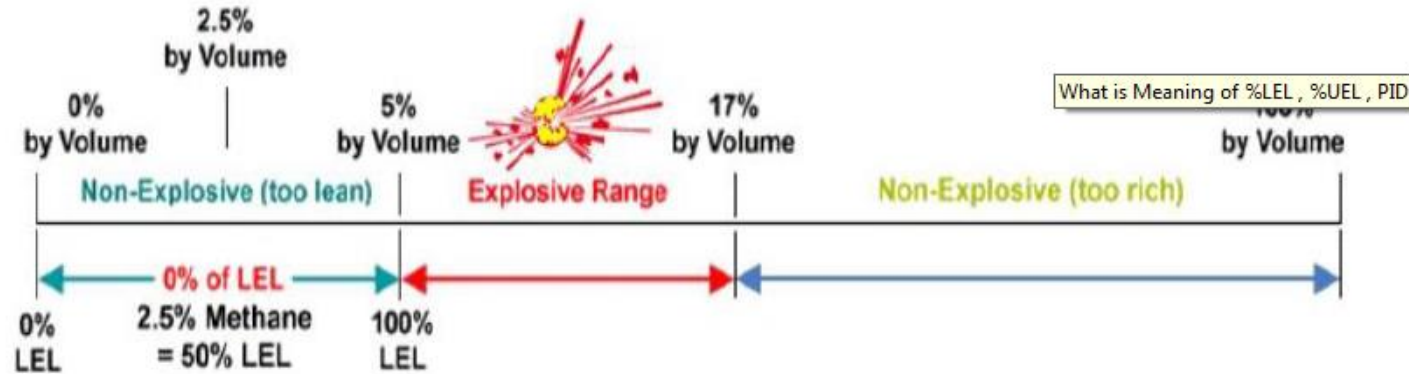 2.5%
by Volume
What is Meaning of %LEL , %UEL , PID
0%
by Volume
5%
by Volume
17%
by Volume
by Volume
Non-Explosive (too lean)
Explosive Range
Non-Explosive (too rich)
0% of LEL
0%
LEL
2.5% Methane
= 50% LEL
100%
LEL